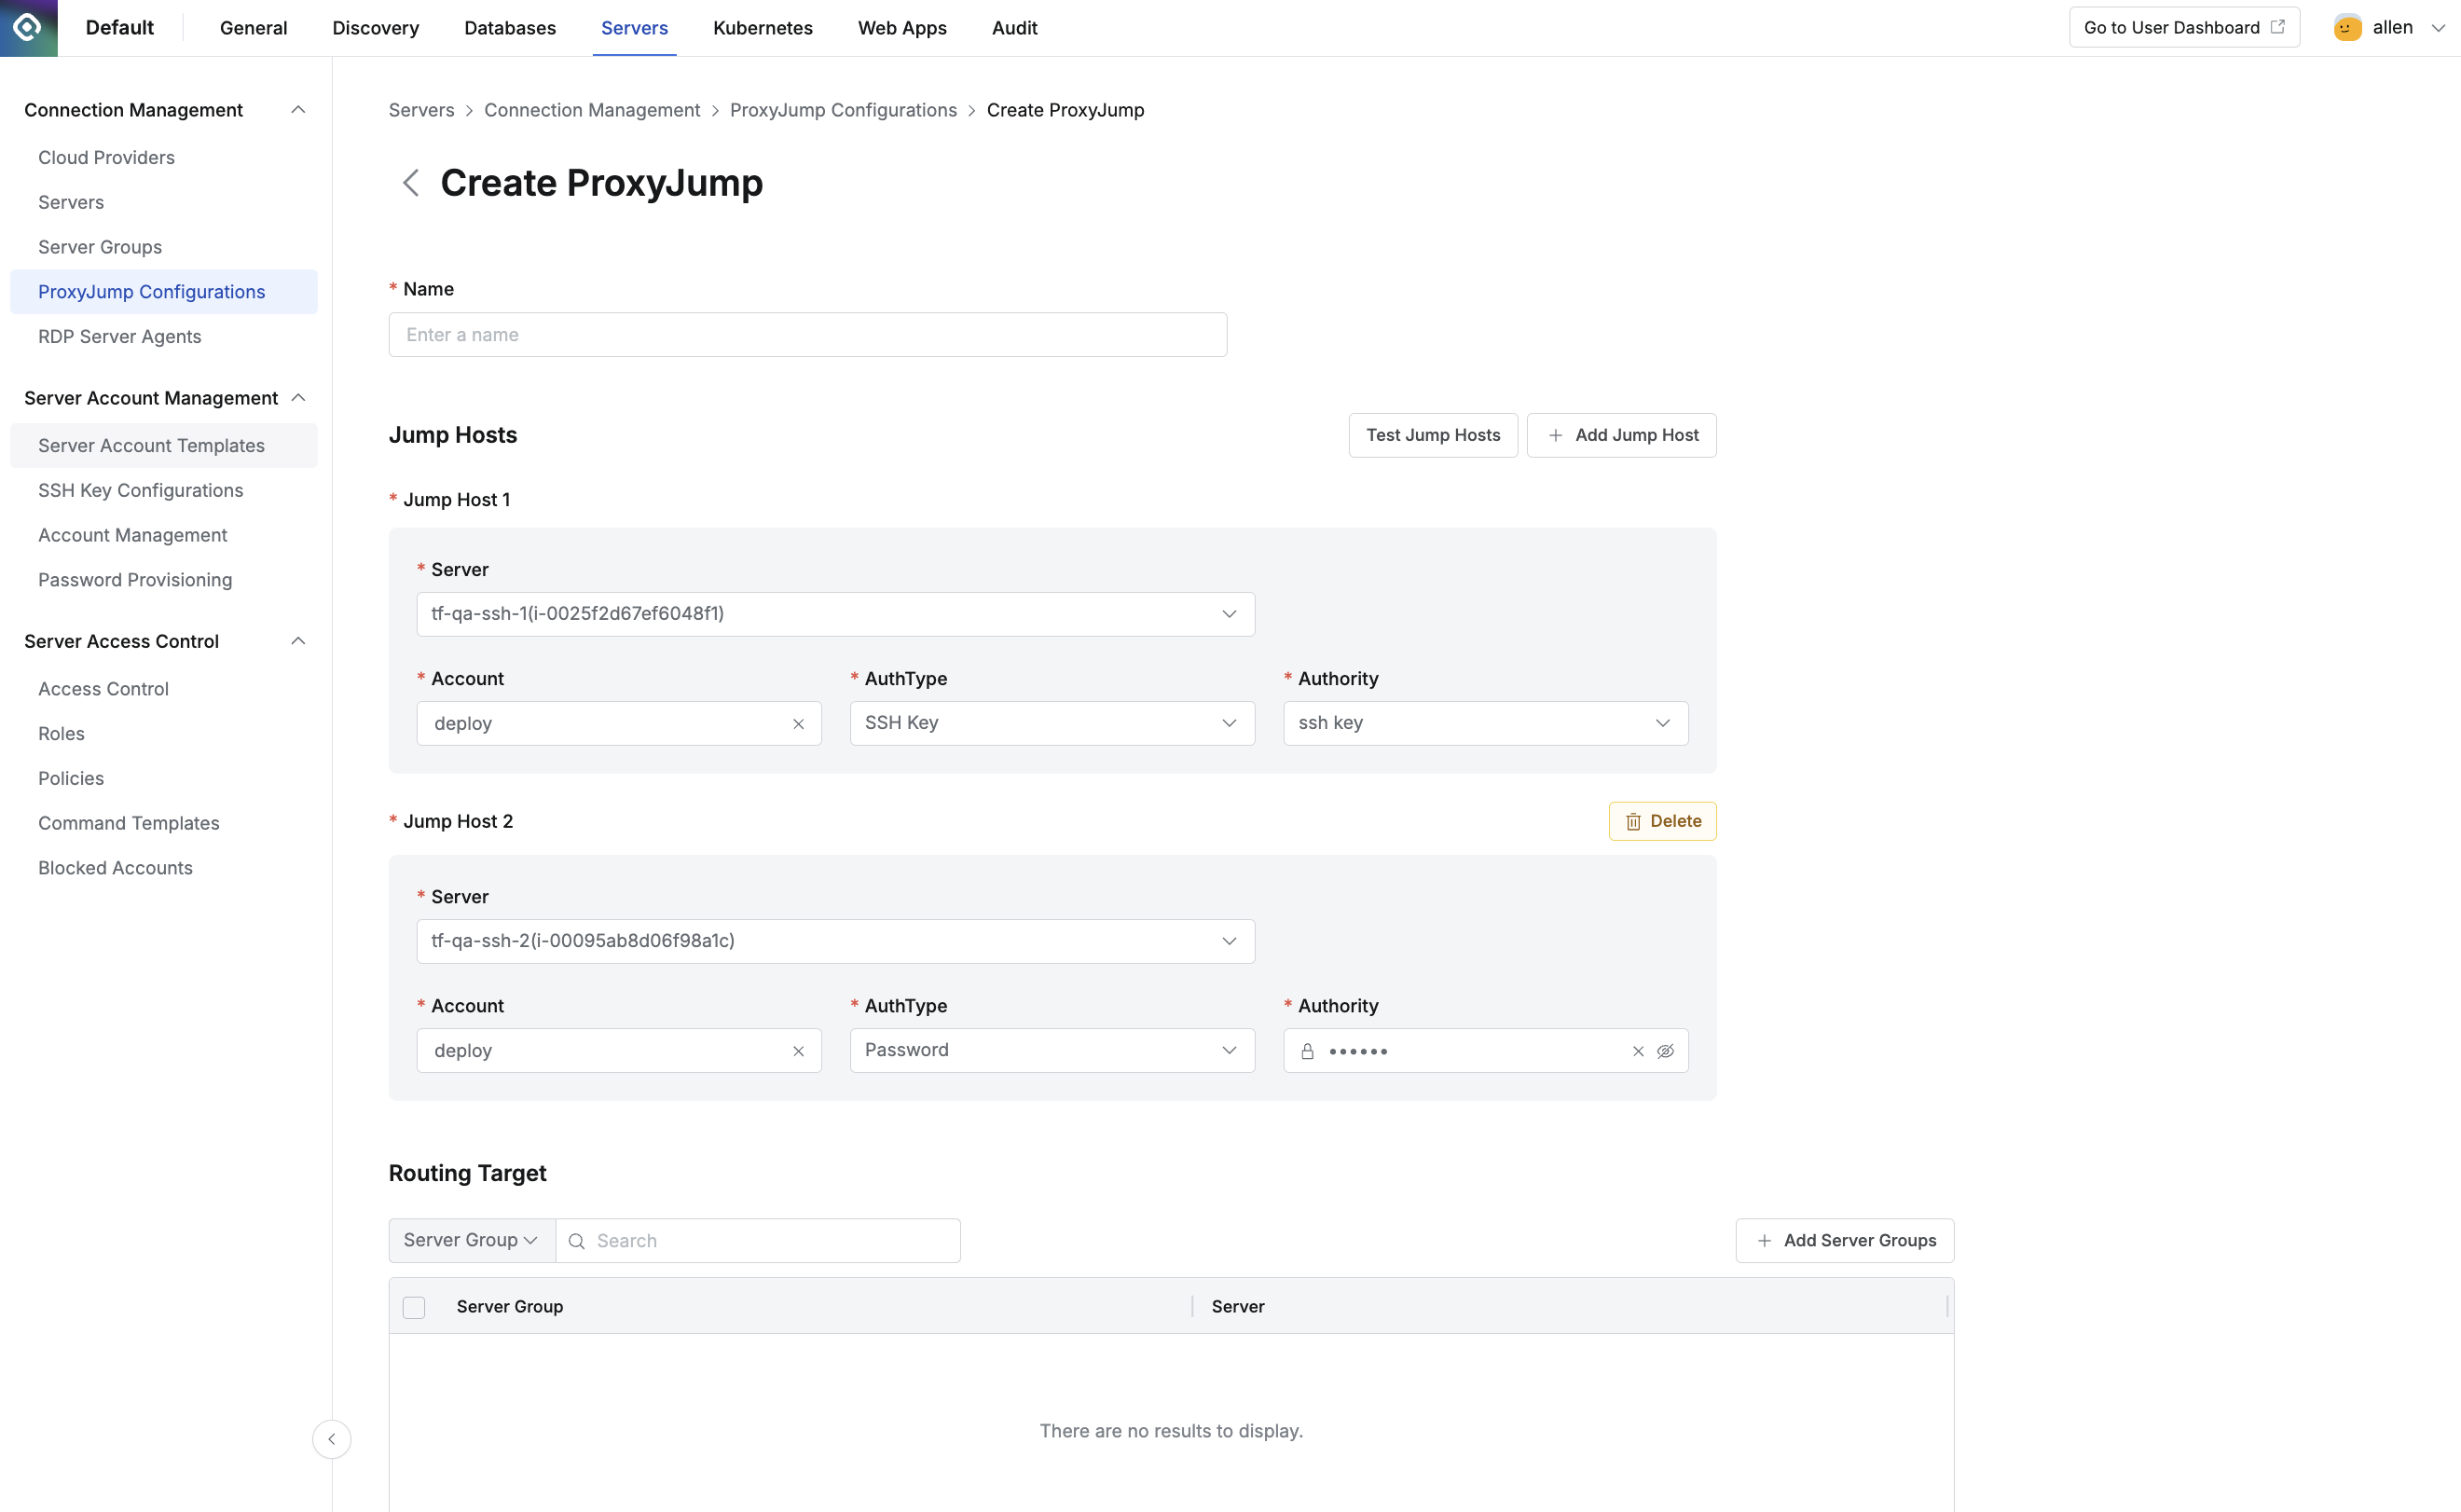 Default
General
Discovery
Databases
Servers
Kubernetes
Web Apps
Audit
Go to User Dashboard
allen
Connection Management
Cloud Providers
Servers
Server Groups
ProxyJump Configurations
RDP Server Agents
Server Account Management
Server Account Templates
SSH Key Configurations
Account Management
Password Provisioning
Server Access Control
Access Control
Roles
Policies
Command Templates
Blocked Accounts
Servers > Connection Management > ProxyJump Configurations > Create ProxyJump
Create ProxyJump
* Name
Enter a name
Jump Hosts
Test Jump Hosts
+ Add Jump Host
* Jump Host 1
* Server
tf-qa-ssh-1(i-0025f2d67ef6048f1)
* Account
* AuthType
* Authority
deploy
SSH Key
ssh key
* Jump Host 2
Delete
* Server
tf-qa-ssh-2(i-00095ab8d06f98a1c)
* Account
* AuthType
* Authority
deploy
Password
••••••
Routing Target
Server Group
Search
+ Add Server Groups
Server Group
Server
There are no results to display.